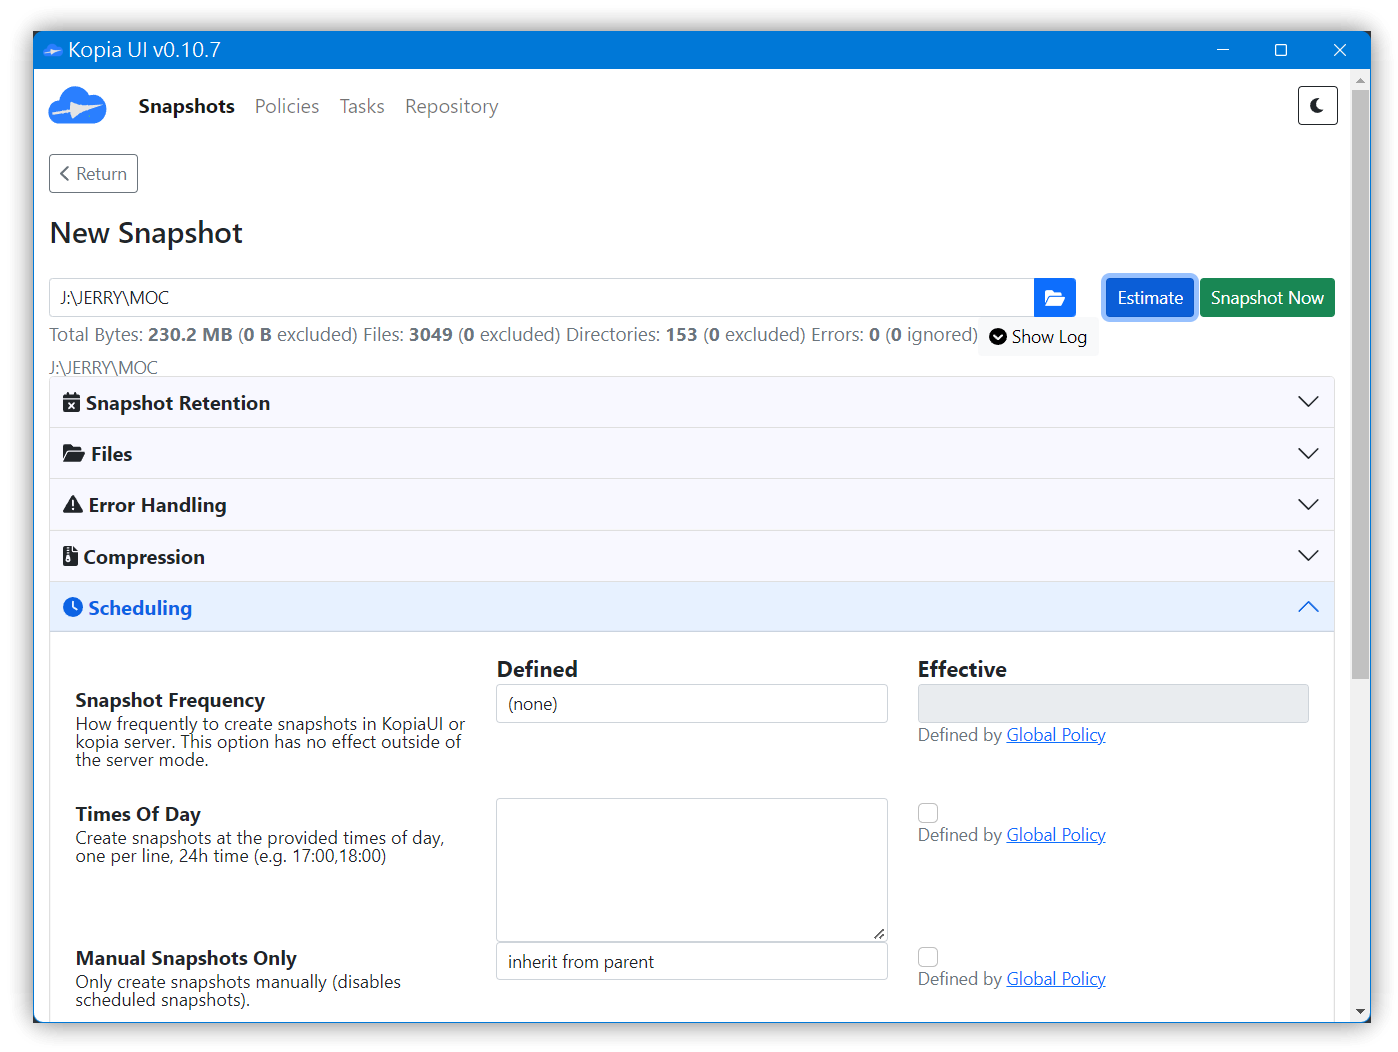 Kopia UI v0.10.7
Snapshots Policies Tasks Repository
Return
New Snapshot
J:\JERRY\MOC Estimate Snapshot Now
Total Bytes: 230.2 MB (0 B excluded) Files: 3049 (0 excluded) Directories: 153 (0 excluded) Errors: 0 (0 ignored) Show Log
J:\JERRY\MOC
Snapshot Retention
Files
Error Handling
Compression
Scheduling
Defined Effective
Snapshot Frequency
How frequently to create snapshots in KopiaUI or
kopia server. This option has no effect outside of
the server mode.
(none)
Defined by Global Policy
Times Of Day
Create snapshots at the provided times of day,
one per line, 24h time (e.g. 17:00,18:00)
Defined by Global Policy
Manual Snapshots Only
Only create snapshots manually (disables
scheduled snapshots).
inherit from parent
Defined by Global Policy